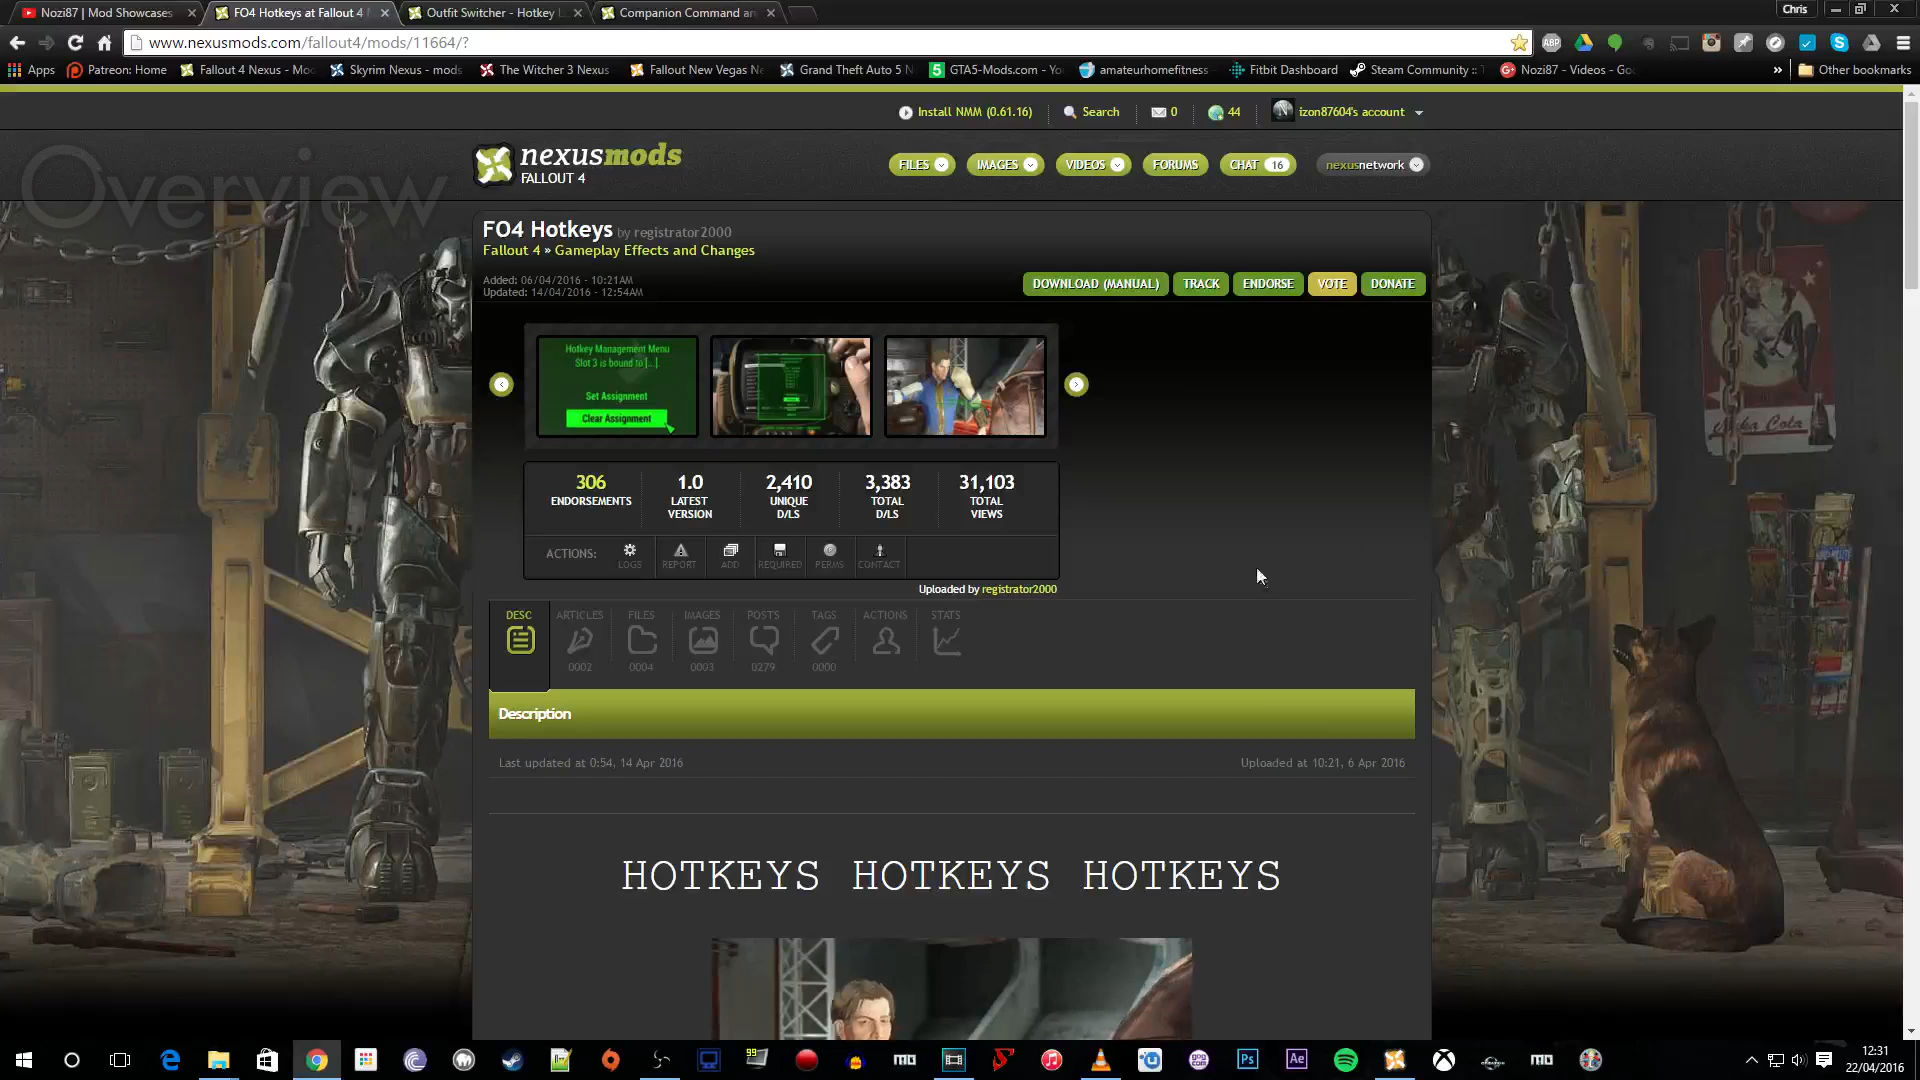 Nozi87 | Mod Showcases
FO4 Hotkeys at Fallout 4
Outfit Switcher - Hotkey
Companion Command an
Chris
www.nexusmods.com/fallout4/mods/11664/?
Apps
Patreon: Home
Fallout 4 Nexus - Mo
Skyrim Nexus - mods
The Witcher 3 Nexus
Fallout New Vegas Ne
Grand Theft Auto 5 N
GTA5-Mods.com - Yo
amateurhomefitness
Fitbit Dashboard
Steam Community ::
Nozi87 - Videos - Go
» Other bookmarks
Install NMM (0.61.16)
Search
0
44
izon87604's account
Overview
nexusmods
FALLOUT 4
FILES
IMAGES
VIDEOS
FORUMS
CHAT 16
nexusnetwork
FO4 Hotkeys by registrator2000
Fallout 4 » Gameplay Effects and Changes
Added: 06/04/2016 - 10:21AM
Updated: 14/04/2016 - 12:54AM
DOWNLOAD (MANUAL)
TRACK
ENDORSE
VOTE
DONATE
Hotkey Management Menu
Slot 3 is bound to [...].
Set Assignment
Clear Assignment
306
ENDORSEMENTS
1.0
LATEST
VERSION
2,410
UNIQUE
D/LS
3,383
TOTAL
D/LS
31,103
TOTAL
VIEWS
ACTIONS:
LOGS
REPORT
ADD
REQUIRED
PERMS
CONTACT
Uploaded by registrator2000
DESC
ARTICLES
0002
FILES
0004
IMAGES
0003
POSTS
0279
TAGS
0000
ACTIONS
STATS
Description
Last updated at 0:54, 14 Apr 2016
Uploaded at 10:21, 6 Apr 2016
HOTKEYS HOTKEYS HOTKEYS
Nuka Cola
12:31
22/04/2016